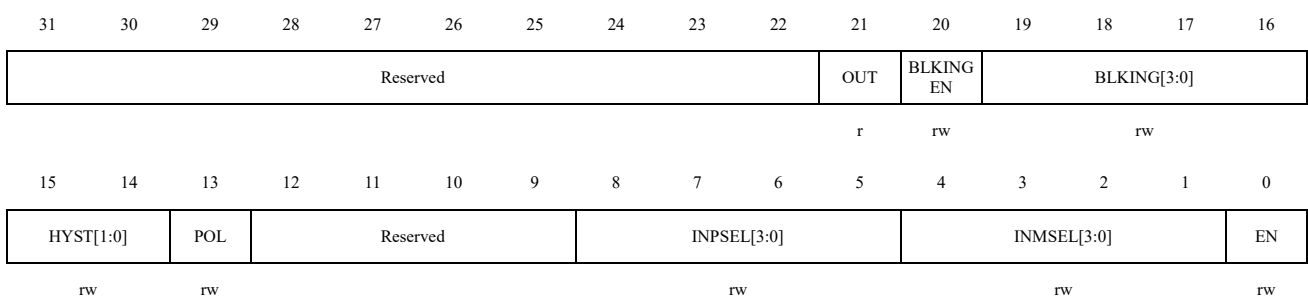 31 30 29 28 27 26 25 24 23 22 21 20 19 18 17 16
Reserved OUT BLKING EN BLKING[3:0]
r rw rw
15 14 13 12 11 10 9 8 7 6 5 4 3 2 1 0
HYST[1:0] POL Reserved INPSEL[3:0] INMSEL[3:0] EN
rw rw rw rw rw